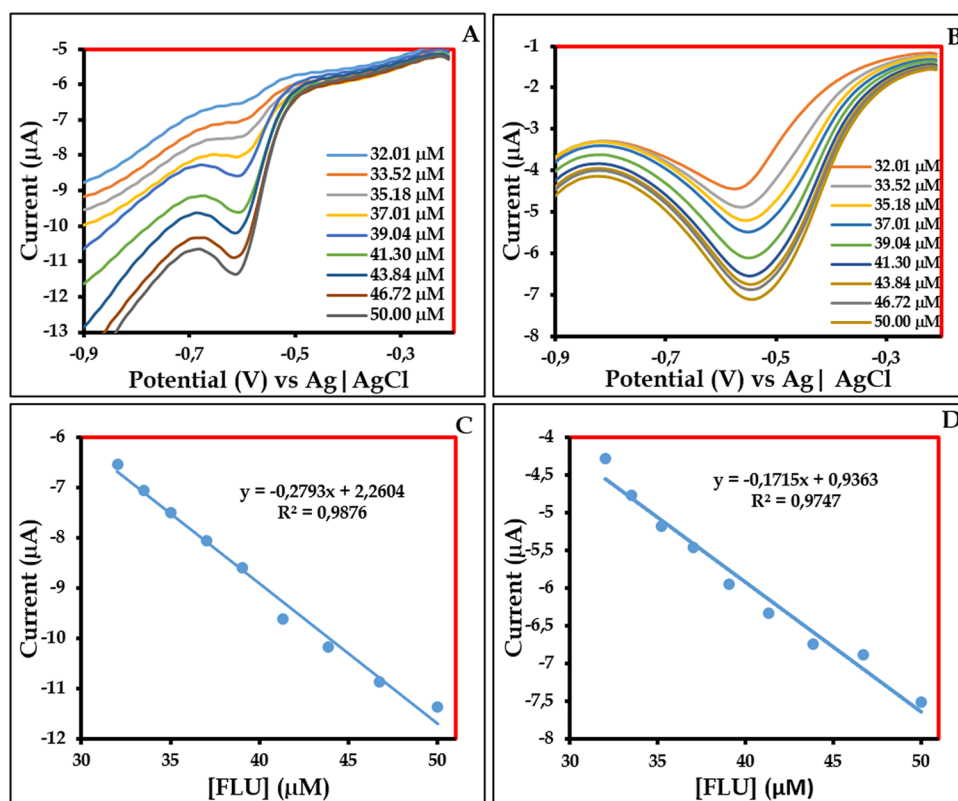 A
-5
-6
-7
-8
-9
-10
-11
-12
-13
Current (µA)
32.01 µM
33.52 µM
35.18 µM
37.01 µM
39.04 µM
41.30 µM
43.84 µM
46.72 µM
50.00 µM
-0,9
-0,7
-0,5
-0,3
Potential (V) vs Ag|AgCl
B
-1
-2
-3
-4
-5
-6
-7
-8
Current (µA)
32.01 µM
33.52 µM
35.18 µM
37.01 µM
39.04 µM
41.30 µM
43.84 µM
46.72 µM
50.00 µM
-0,9
-0,7
-0,5
-0,3
Potential (V) vs Ag| AgCl
C
-6
-7
-8
-9
-10
-11
-12
Current (µA)
y = -0,2793x + 2,2604
R² = 0,9876
30
35
40
45
50
[FLU] (µM)
D
-4
-4,5
-5
-5,5
-6
-6,5
-7
-7,5
-8
Current (µA)
y = -0,1715x + 0,9363
R² = 0,9747
30
35
40
45
50
[FLU] (µM)